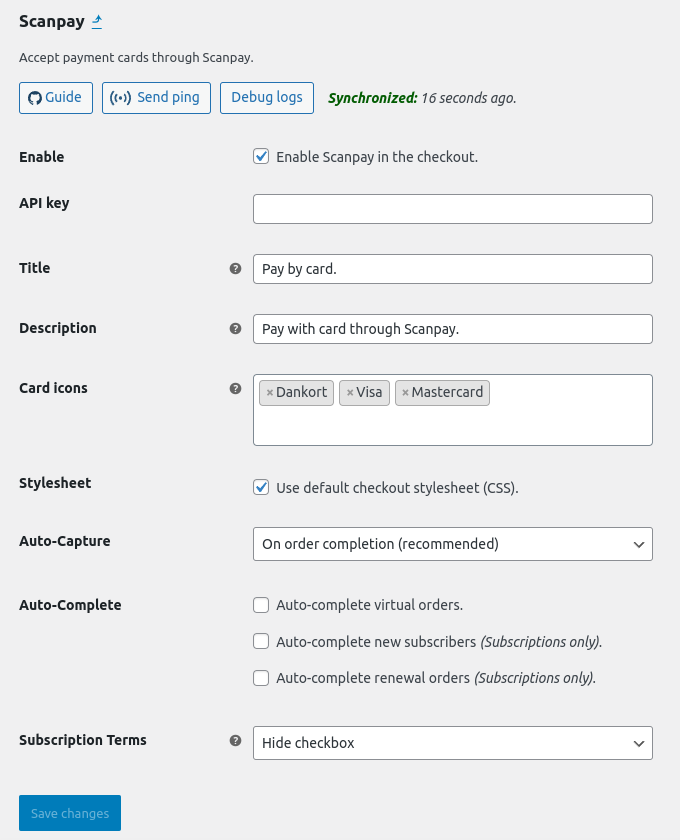 Scanpay
Accept payment cards through Scanpay.
Guide Send ping Debug logs Synchronized: 16 seconds ago.
Enable Enable Scanpay in the checkout.
API key
Title ? Pay by card.
Description ? Pay with card through Scanpay.
Card icons ? × Dankort × Visa × Mastercard
Stylesheet Use default checkout stylesheet (CSS).
Auto-Capture On order completion (recommended)
Auto-Complete Auto-complete virtual orders.
Auto-complete new subscribers (Subscriptions only).
Auto-complete renewal orders (Subscriptions only).
Subscription Terms ? Hide checkbox
Save changes